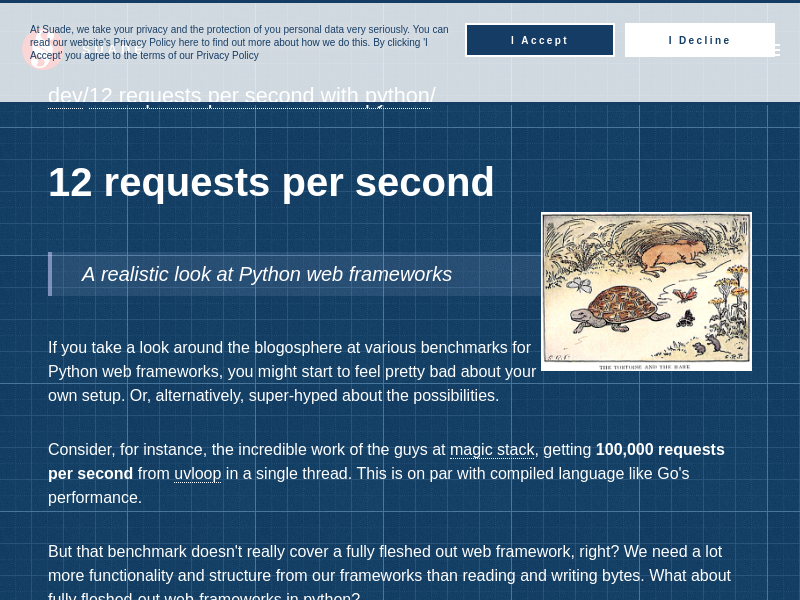 At Suade, we take your privacy and the protection of you personal data very seriously. You can
read our website's Privacy Policy here to find out more about how we do this. By clicking 'I
Accept' you agree to the terms of our Privacy Policy
I Accept
I Decline
dev/12 requests per second with python/
12 requests per second
A realistic look at Python web frameworks
THE TORTOISE AND THE HARE
If you take a look around the blogosphere at various benchmarks for
Python web frameworks, you might start to feel pretty bad about your
own setup. Or, alternatively, super-hyped about the possibilities.
Consider, for instance, the incredible work of the guys at magic stack, getting 100,000 requests
per second from uvloop in a single thread. This is on par with compiled language like Go's
performance.
But that benchmark doesn't really cover a fully fleshed out web framework, right? We need a lot
more functionality and structure from our frameworks than reading and writing bytes. What about
fully fleshed-out web-frameworks in python?